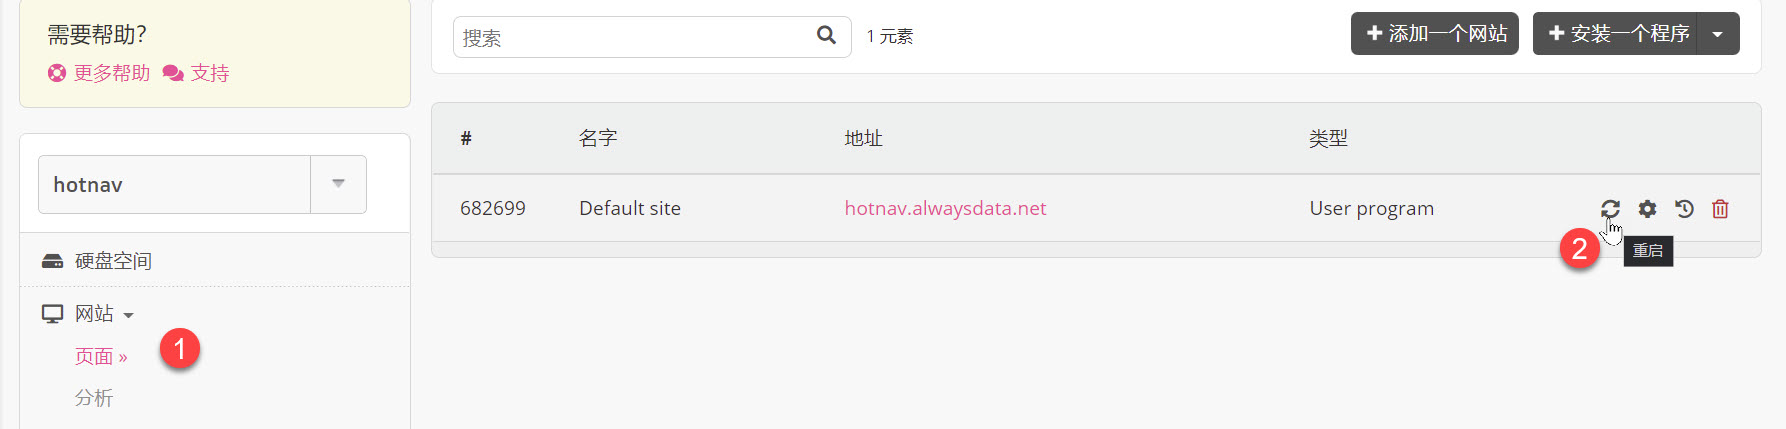 需要帮助?
更多帮助 支持
hotnav
硬盘空间
网站
页面 »
1
分析
搜索
1 元素
添加一个网站
安装一个程序
# 名字 地址 类型
682699 Default site hotnav.alwaysdata.net User program
2
重启